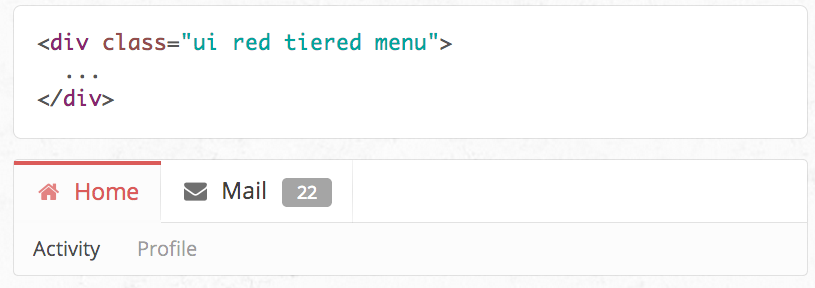 <div class="ui red tiered menu">
  ...
</div>
Home Mail 22
Activity Profile